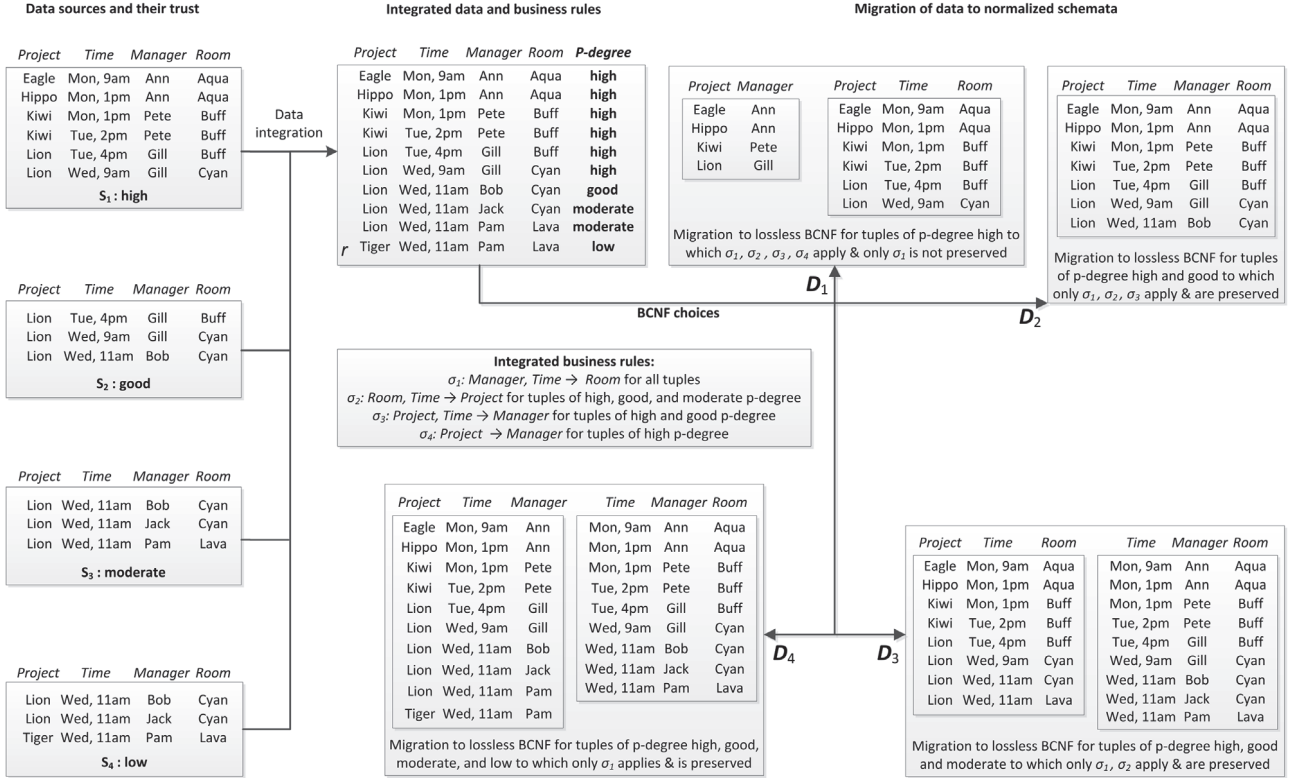 Data sources and their trust
Project Time Manager Room
Eagle Mon, 9am Ann Aqua
Hippo Mon, 1pm Ann Aqua
Kiwi Mon, 1pm Pete Buff
Kiwi Tue, 2pm Pete Buff
Lion Tue, 4pm Gill Buff
Lion Wed, 9am Gill Cyan
S₁ : high
Project Time Manager Room
Lion Tue, 4pm Gill Buff
Lion Wed, 9am Gill Cyan
Lion Wed, 11am Bob Cyan
S₂ : good
Project Time Manager Room
Lion Wed, 11am Bob Cyan
Lion Wed, 11am Jack Cyan
Lion Wed, 11am Pam Lava
S₃ : moderate
Project Time Manager Room
Lion Wed, 11am Bob Cyan
Lion Wed, 11am Jack Cyan
Tiger Wed, 11am Pam Lava
S₄ : low
Data
integration
Integrated data and business rules
Project Time Manager Room P-degree
Eagle Mon, 9am Ann Aqua high
Hippo Mon, 1pm Ann Aqua high
Kiwi Mon, 1pm Pete Buff high
Kiwi Tue, 2pm Pete Buff high
Lion Tue, 4pm Gill Buff high
Lion Wed, 9am Gill Cyan high
Lion Wed, 11am Bob Cyan good
Lion Wed, 11am Jack Cyan moderate
Lion Wed, 11am Pam Lava moderate
r Tiger Wed, 11am Pam Lava low
BCNF choices
Integrated business rules:
σ₁: Manager, Time → Room for all tuples
σ₂: Room, Time → Project for tuples of high, good, and moderate p-degree
σ₃: Project, Time → Manager for tuples of high and good p-degree
σ₄: Project → Manager for tuples of high p-degree
Migration of data to normalized schemata
Project Manager
Eagle Ann
Hippo Ann
Kiwi Pete
Lion Gill
Project Time Room
Eagle Mon, 9am Aqua
Hippo Mon, 1pm Aqua
Kiwi Mon, 1pm Buff
Kiwi Tue, 2pm Buff
Lion Tue, 4pm Buff
Lion Wed, 9am Cyan
Migration to lossless BCNF for tuples of p-degree high to
which σ₁, σ₂ , σ₃, σ₄ apply & only σ₁ is not preserved
D₁
Project Time Manager Room
Eagle Mon, 9am Ann Aqua
Hippo Mon, 1pm Ann Aqua
Kiwi Mon, 1pm Pete Buff
Kiwi Tue, 2pm Pete Buff
Lion Tue, 4pm Gill Buff
Lion Wed, 9am Gill Cyan
Lion Wed, 11am Bob Cyan
Migration to lossless BCNF for tuples
of p-degree high and good to which
only σ₁, σ₂, σ₃ apply & are preserved
D₂
Project Time Manager
Eagle Mon, 9am Ann
Hippo Mon, 1pm Ann
Kiwi Mon, 1pm Pete
Kiwi Tue, 2pm Pete
Lion Tue, 4pm Gill
Lion Wed, 9am Gill
Lion Wed, 11am Bob
Lion Wed, 11am Jack
Lion Wed, 11am Pam
Tiger Wed, 11am Pam
Time Manager Room
Mon, 9am Ann Aqua
Mon, 1pm Ann Aqua
Mon, 1pm Pete Buff
Tue, 2pm Pete Buff
Tue, 4pm Gill Buff
Wed, 9am Gill Cyan
Wed, 11am Bob Cyan
Wed, 11am Jack Cyan
Wed, 11am Pam Lava
Migration to lossless BCNF for tuples of p-degree high, good,
moderate, and low to which only σ₁ applies & is preserved
D₄
D₃
Project Time Room
Eagle Mon, 9am Aqua
Hippo Mon, 1pm Aqua
Kiwi Mon, 1pm Buff
Kiwi Tue, 2pm Buff
Lion Tue, 4pm Buff
Lion Wed, 9am Cyan
Lion Wed, 11am Cyan
Lion Wed, 11am Lava
Time Manager Room
Mon, 9am Ann Aqua
Mon, 1pm Ann Aqua
Mon, 1pm Pete Buff
Tue, 2pm Pete Buff
Tue, 4pm Gill Buff
Wed, 9am Gill Cyan
Wed, 11am Bob Cyan
Wed, 11am Jack Cyan
Wed, 11am Pam Lava
Migration to lossless BCNF for tuples of p-degree high, good
and moderate to which only σ₁, σ₂ apply & are preserved